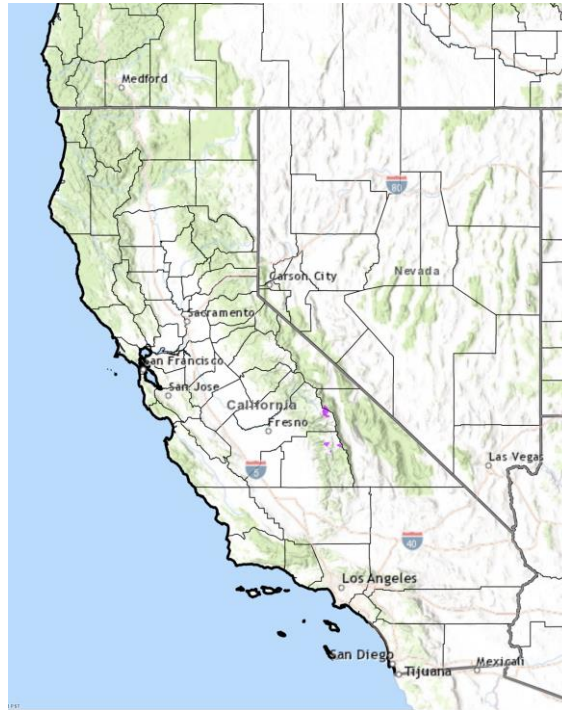 Medford
80
Carson City
Nevada
Sacramento
San Francisco
San Jose
California
Fresno
5
Las Vegas
40
Los Angeles
San Diego
Tijuana
Mexicali